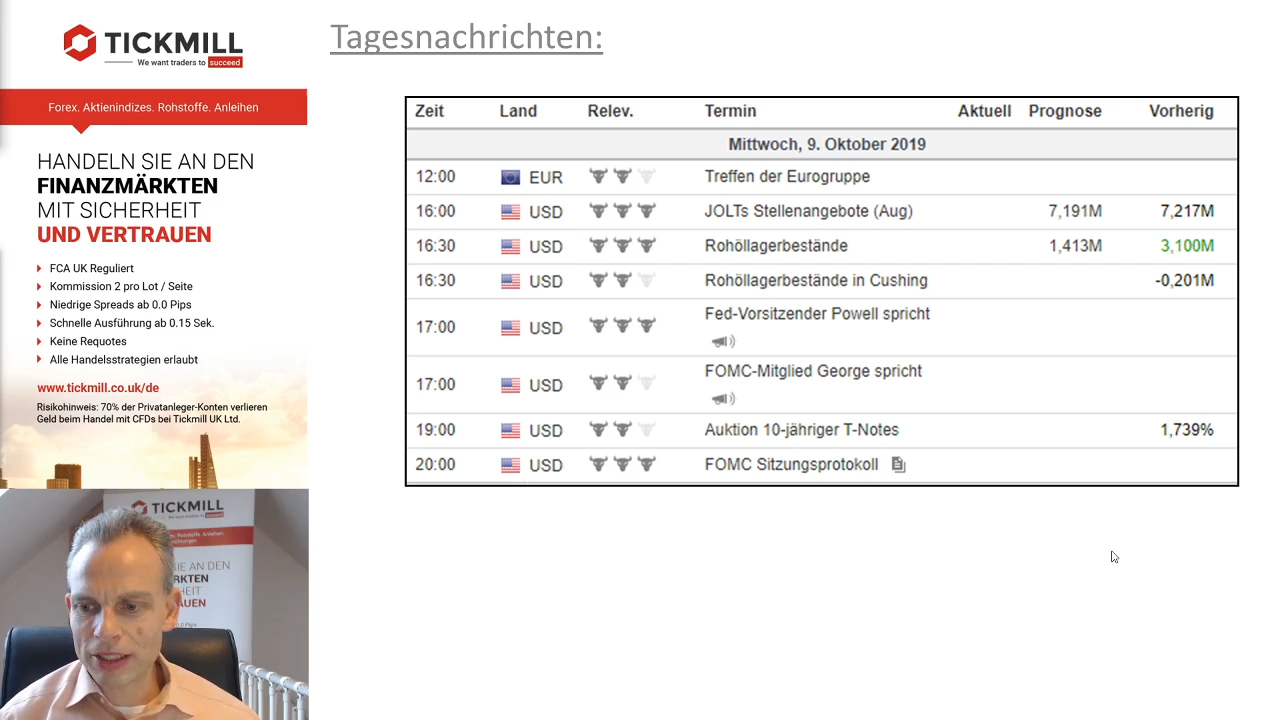 TICKMILL
We want traders to succeed
Forex. Aktienindizes. Rohstoffe. Anleihen
HANDELN SIE AN DEN
FINANZMÄRKTEN
MIT SICHERHEIT
UND VERTRAUEN
FCA UK Reguliert
Kommission 2 pro Lot / Seite
Niedrige Spreads ab 0.0 Pips
Schnelle Ausführung ab 0.15 Sek.
Keine Requotes
Alle Handelsstrategien erlaubt
www.tickmill.co.uk/de
Risikohinweis: 70% der Privatanleger-Konten verlieren
Geld beim Handel mit CFDs bei Tickmill UK Ltd.
TICKMILL
SIE AN DEN
RKTEN
HEIT
AUEN
Tagesnachrichten:
Zeit Land Relev. Termin Aktuell Prognose Vorherig
Mittwoch, 9. Oktober 2019
12:00 EUR Treffen der Eurogruppe
16:00 USD JOLTs Stellenangebote (Aug) 7,191M 7,217M
16:30 USD Rohöllagerbestände 1,413M 3,100M
16:30 USD Rohöllagerbestände in Cushing -0,201M
17:00 USD Fed-Vorsitzender Powell spricht
17:00 USD FOMC-Mitglied George spricht
19:00 USD Auktion 10-jähriger T-Notes 1,739%
20:00 USD FOMC Sitzungsprotokoll